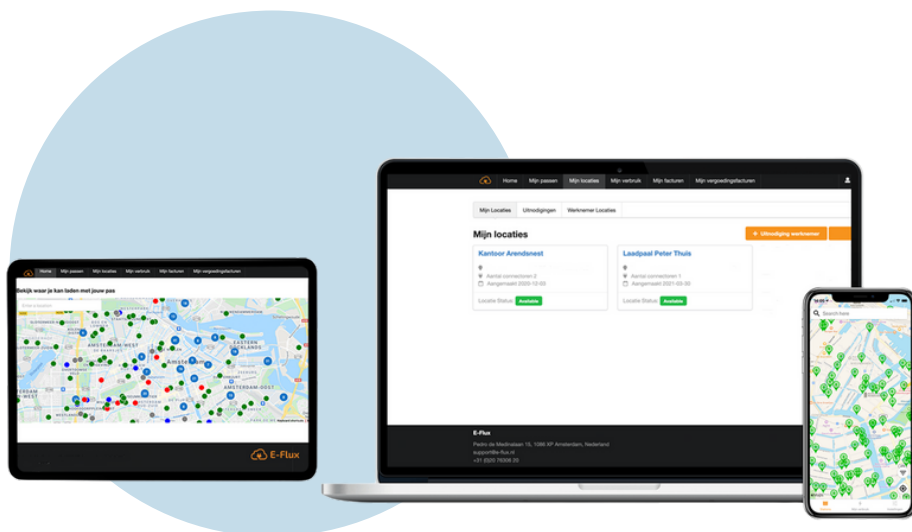 Home Mijn passen Mijn locaties Mijn verbruik Mijn facturen Mijn vergoedingsfacturen
Mijn Locaties Uitnodigingen Werknemer Locaties
Mijn locaties
+ Uitnodiging werknemer
Kantoor Arendsnest
Aantal connectoren 2
Aangemaakt 2020-12-03
Locatie Status: Available
Laadpaal Peter Thuis
Aantal connectoren 1
Aangemaakt 2021-03-30
Locatie Status: Available
E-Flux
Pedro de Medinalaan 15, 1086 XP Amsterdam, Nederland
support@e-flux.nl
Home Mijn passen Mijn locaties Mijn verbruik Mijn facturen Mijn vergoedingsfacturen
Bekijk waar je kan laden met jouw pas
Enter a location
AMSTERDAM-WEST
Amsterdam
EASTERN
DOCKLANDS
AMSTERDAM-OOST
E-Flux
Search here